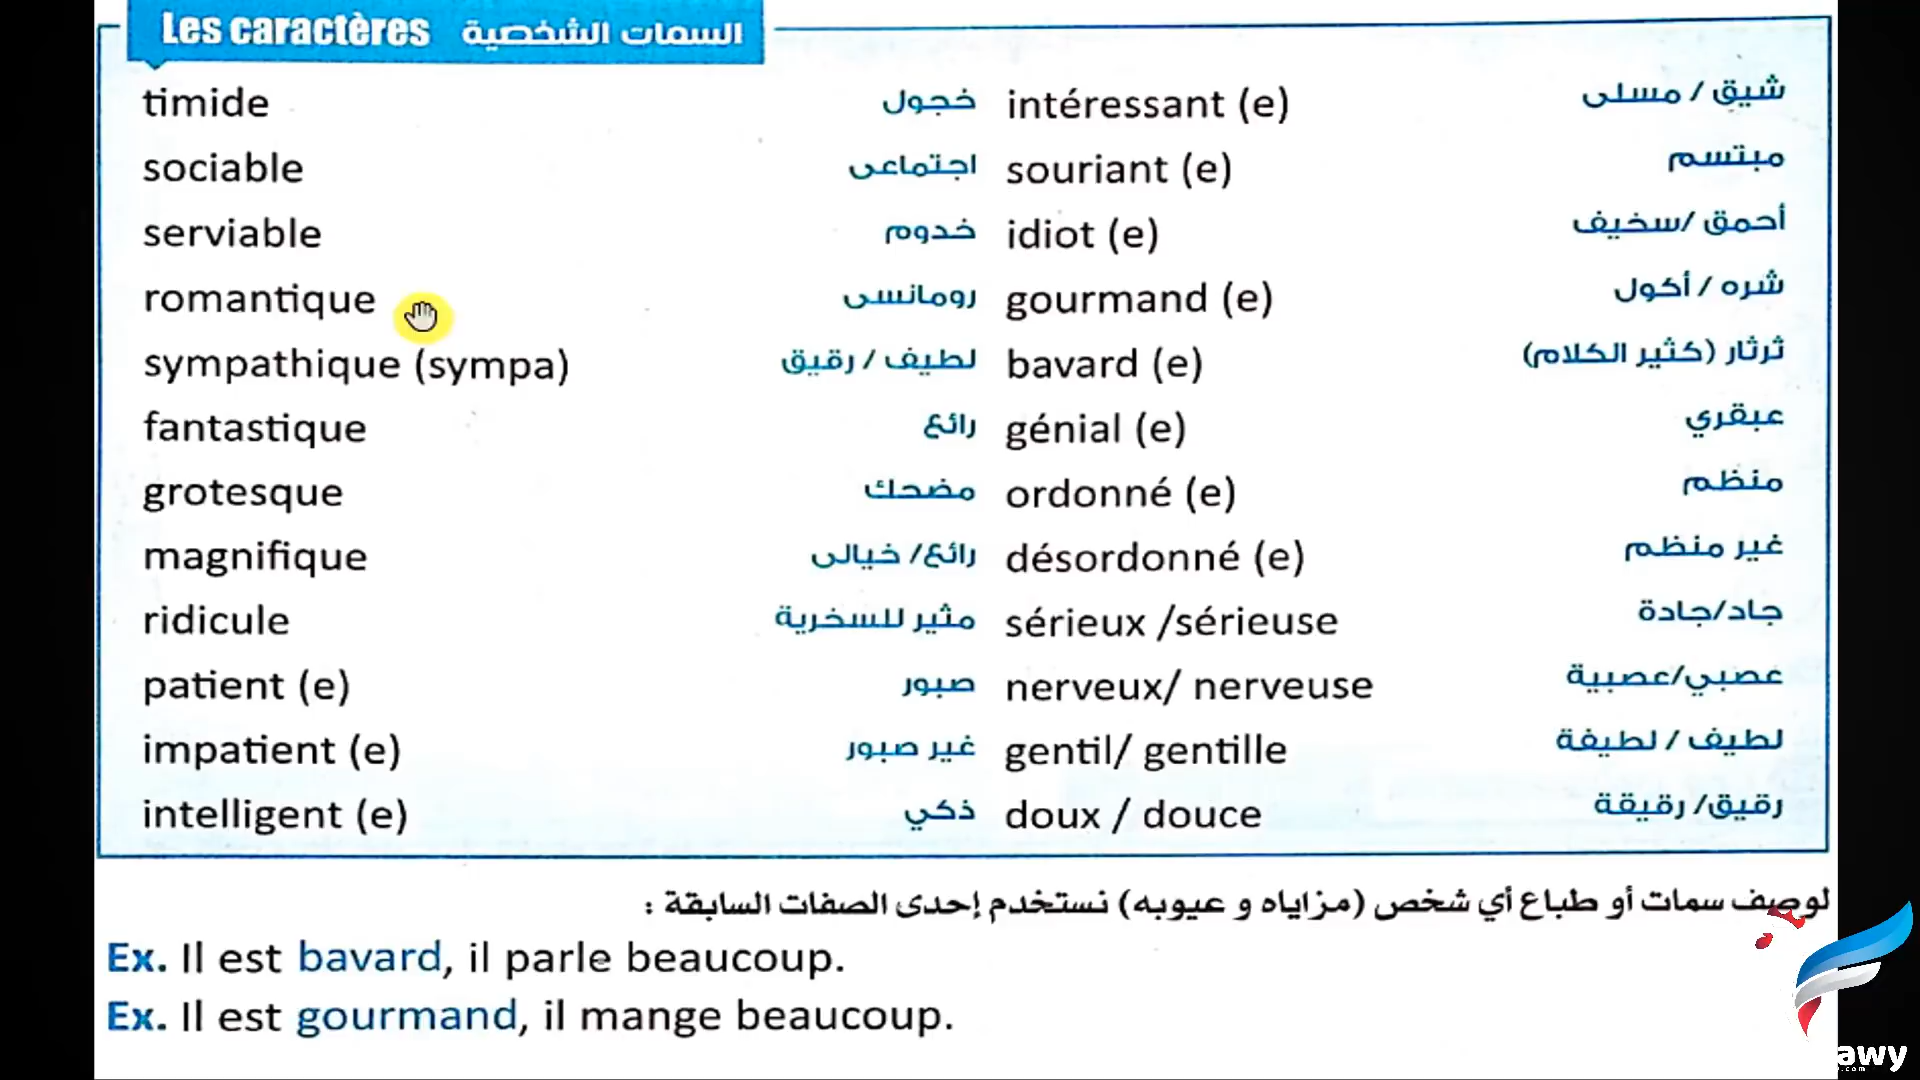 Les caractères السمات الشخصية
timide خجول intéressant (e) شيق / مسلى
sociable اجتماعى souriant (e) مبتسم
serviable خدوم idiot (e) أحمق /سخيف
romantique رومانسى gourmand (e) شره / أكول
sympathique (sympa) لطيف / رقيق bavard (e) ثرثار (كثير الكلام)
fantastique رائع génial (e) عبقري
grotesque مضحك ordonné (e) منظم
magnifique رائع/ خيالى désordonné (e) غير منظم
ridicule مثير للسخرية sérieux /sérieuse جاد/جادة
patient (e) صبور nerveux/ nerveuse عصبي/عصبية
impatient (e) غير صبور gentil/ gentille لطيف / لطيفة
intelligent (e) ذكي doux / douce رقيق/ رقيقة
لوصف سمات أو طباع أي شخص (مزاياه و عيوبه) نستخدم إحدى الصفات السابقة :
Ex. Il est bavard, il parle beaucoup.
Ex. Il est gourmand, il mange beaucoup.
awy
.com